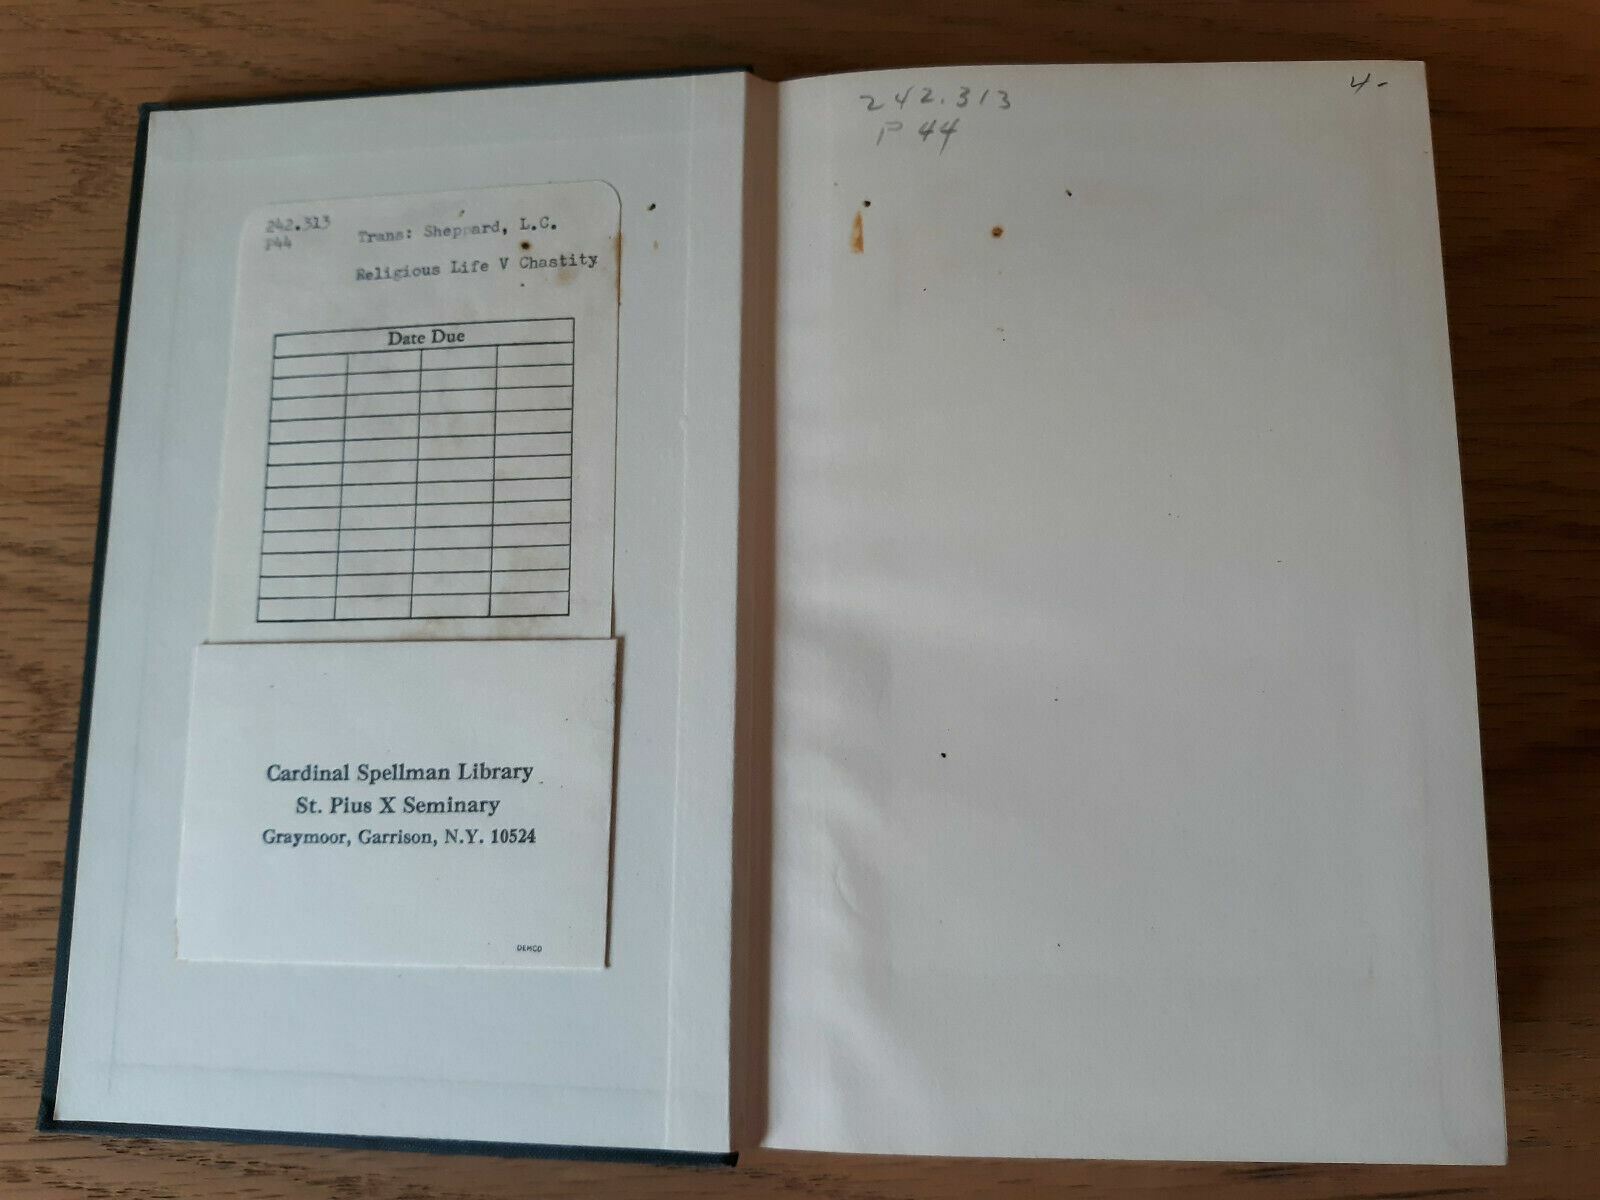 242.313
P44
Trans: Sheppard, L.C.
Religious Life V Chastity
Date Due
Cardinal Spellman Library
St. Pius X Seminary
Graymoor, Garrison, N.Y. 10524
DEMCO
242.313
P 44
4-